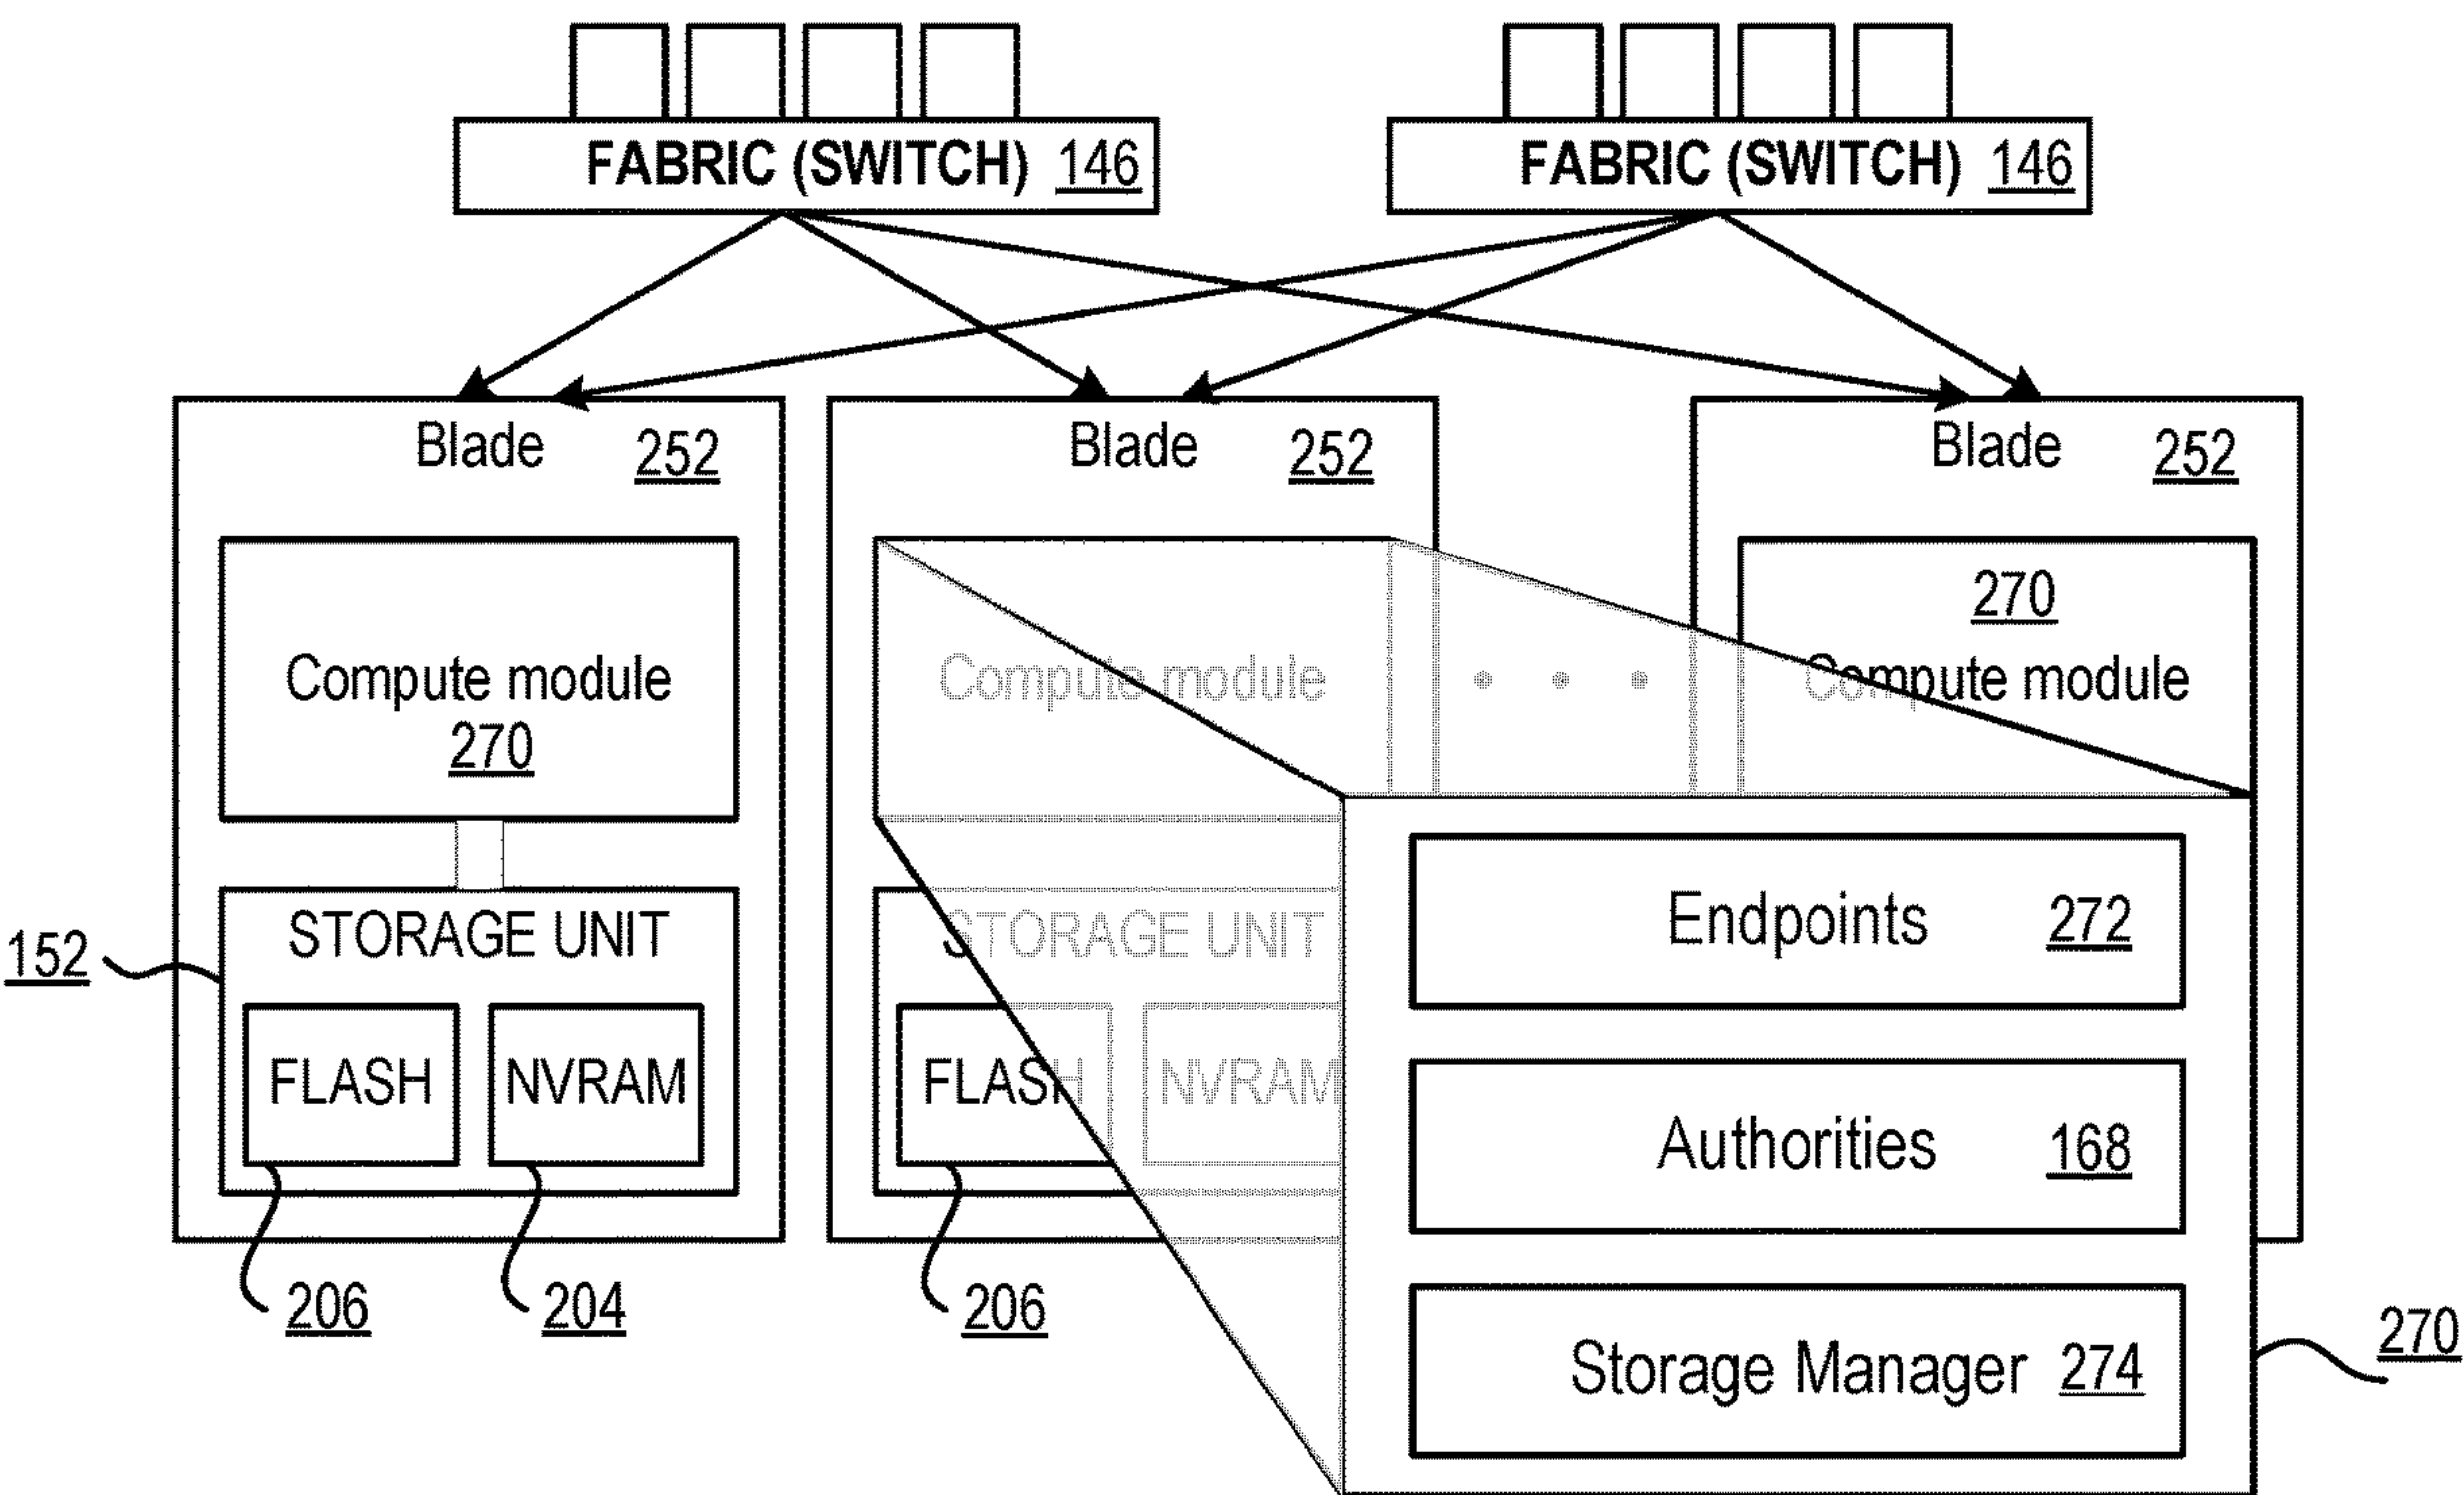 FABRIC (SWITCH) 146
FABRIC (SWITCH) 146
Blade 252
Blade 252
Blade 252
Compute module
270
Compute module
270
Compute module
STORAGE UNIT
152
FLASH
NVRAM
206
204
STORAGE UNIT
FLASH
NVRAM
206
Endpoints 272
Authorities 168
Storage Manager 274
270